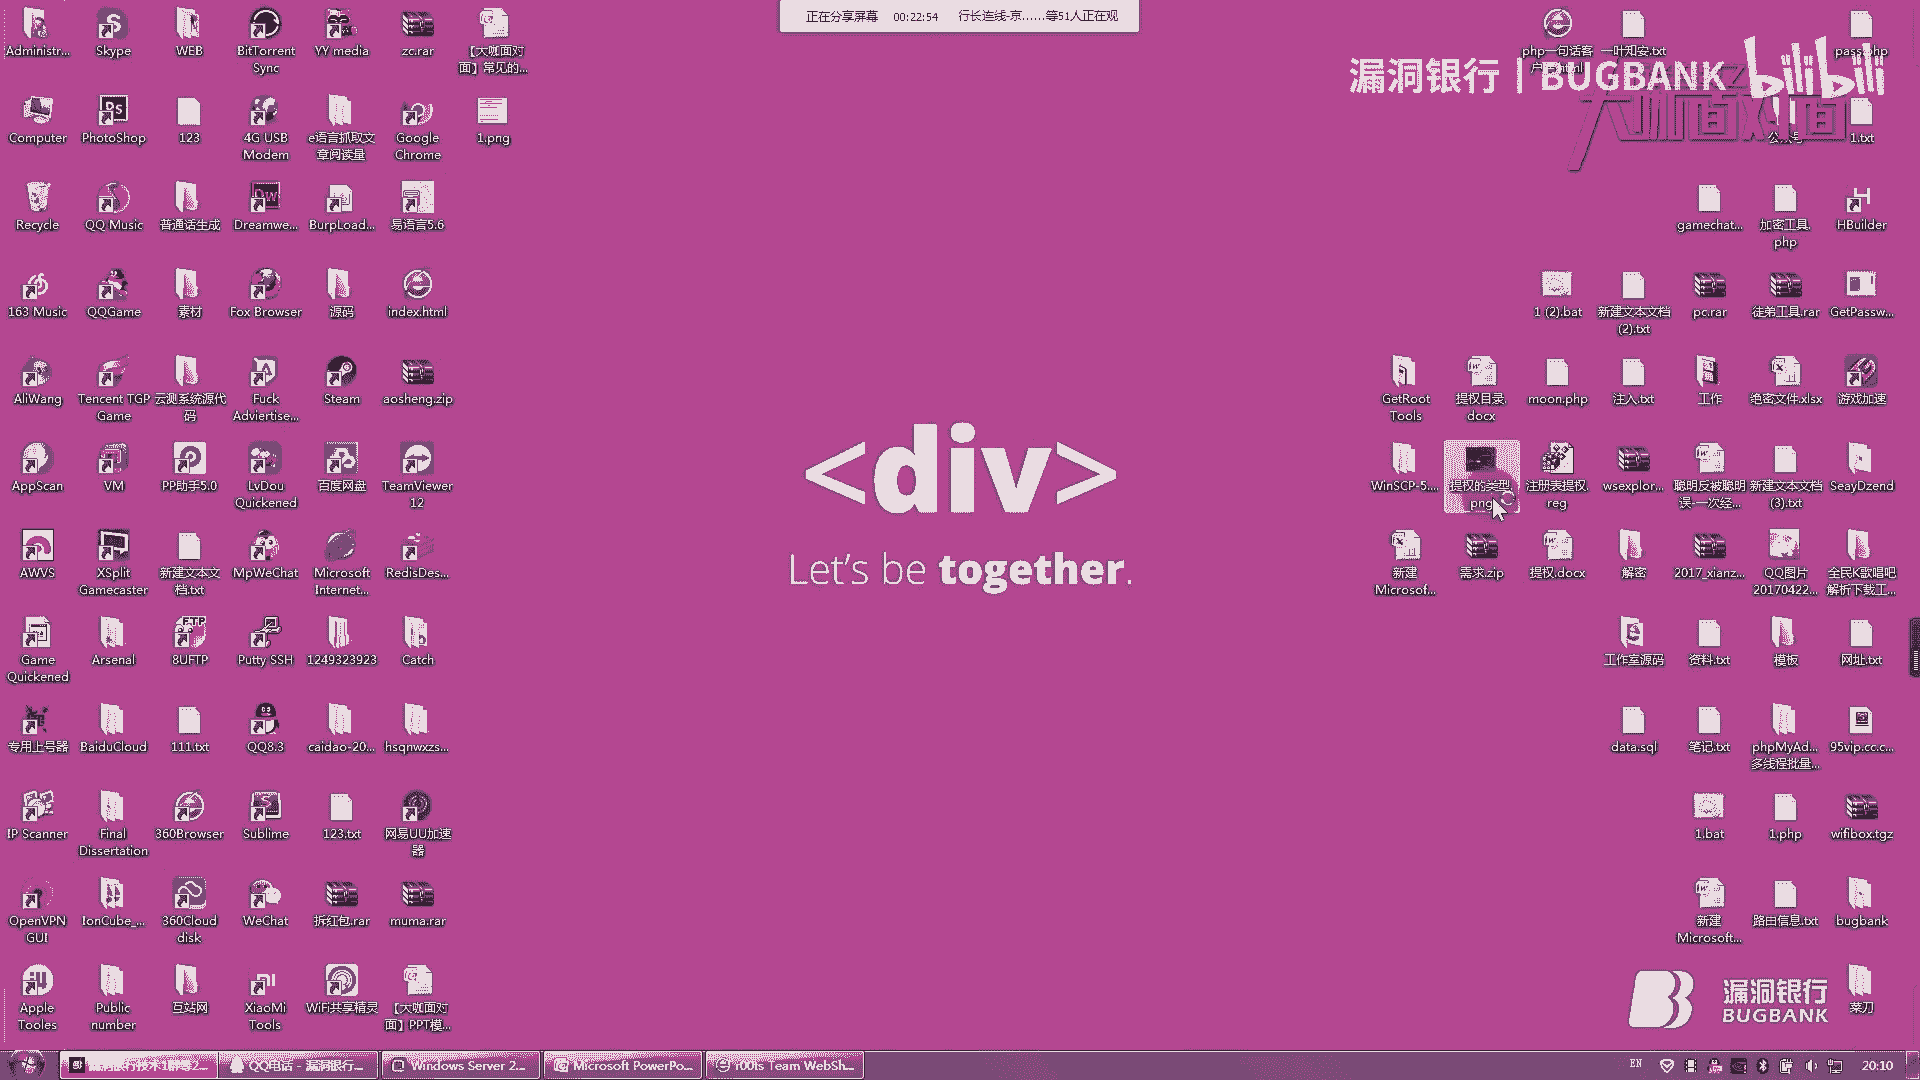 正在分享屏幕 00:22:54 行长连线-京......等51人正在观
漏洞银行 | BUGBANK bilibili
大咖面对面
Administr...
Skype
WEB
BitTorrent
Sync
YY media
zc.rar
【大咖面对
面】常见的...
php一句话客
一叶知安.txt
Computer
PhotoShop
123
4G USB
Modem
e语言抓取文
章阅读量
Google
Chrome
1.png
1.txt
Recycle
QQ Music
普通话生成
Dreamwe...
BurpLoad...
易语言5.6
gamechat...
加密工具.
php
HBuilder
163 Music
QQGame
素材
Fox Browser
源码
index.html
1 (2).bat
新建文本文档
(2).txt
pc.rar
徒弟工具.rar
GetPassw...
AliWang
Tencent TGP
Game
云测系统源代
码
Fuck
Adviertise...
Steam
aosheng.zip
GetRoot
Tools
提权目录.
docx
moon.php
注入.txt
工作
绝密文件.xlsx
游戏加速
<div>
AppScan
VM
PP助手5.0
LvDou
Quickened
百度网盘
TeamViewer
12
WinSCP-5....
提权的类型.
png
注册表提权.
reg
wsexplor...
聪明反被聪明
误-一次经...
新建文本文档
(3).txt
SeayDzend
Let's be together.
AWVS
XSplit
Gamecaster
新建文本文
档.txt
MpWeChat
Microsoft
Internet...
RedisDes...
新建
Microsof...
需求.zip
提权.docx
解密
2017_xianz...
QQ图片
20170422...
全民K歌唱吧
解析下载工...
Game
Quickened
Arsenal
8UFTP
Putty SSH
1249323923
Catch
工作室源码
资料.txt
模板
网址.txt
专用上号器
BaiduCloud
111.txt
QQ8.3
caidao-20...
hsqnwxzs...
data.sql
笔记.txt
phpMyAd...
多线程批量...
95vip.cc.c...
IP Scanner
Final
Dissertation
360Browser
Sublime
123.txt
网易UU加速
器
1.bat
1.php
wifibox.tgz
OpenVPN
GUI
IonCube_...
360Cloud
disk
WeChat
拆红包.rar
muma.rar
新建
Microsoft...
路由信息.txt
bugbank
Apple
Tooles
Public
number
互站网
XiaoMi
Tools
WiFi共享精灵
【大咖面对
面】PPT模...
漏洞银行
BUGBANK
菜刀
漏洞银行技术1群等2...
QQ电话 - 漏洞银行...
Windows Server 2...
Microsoft PowerPo...
r00ts Team WebSh...
EN
20:10